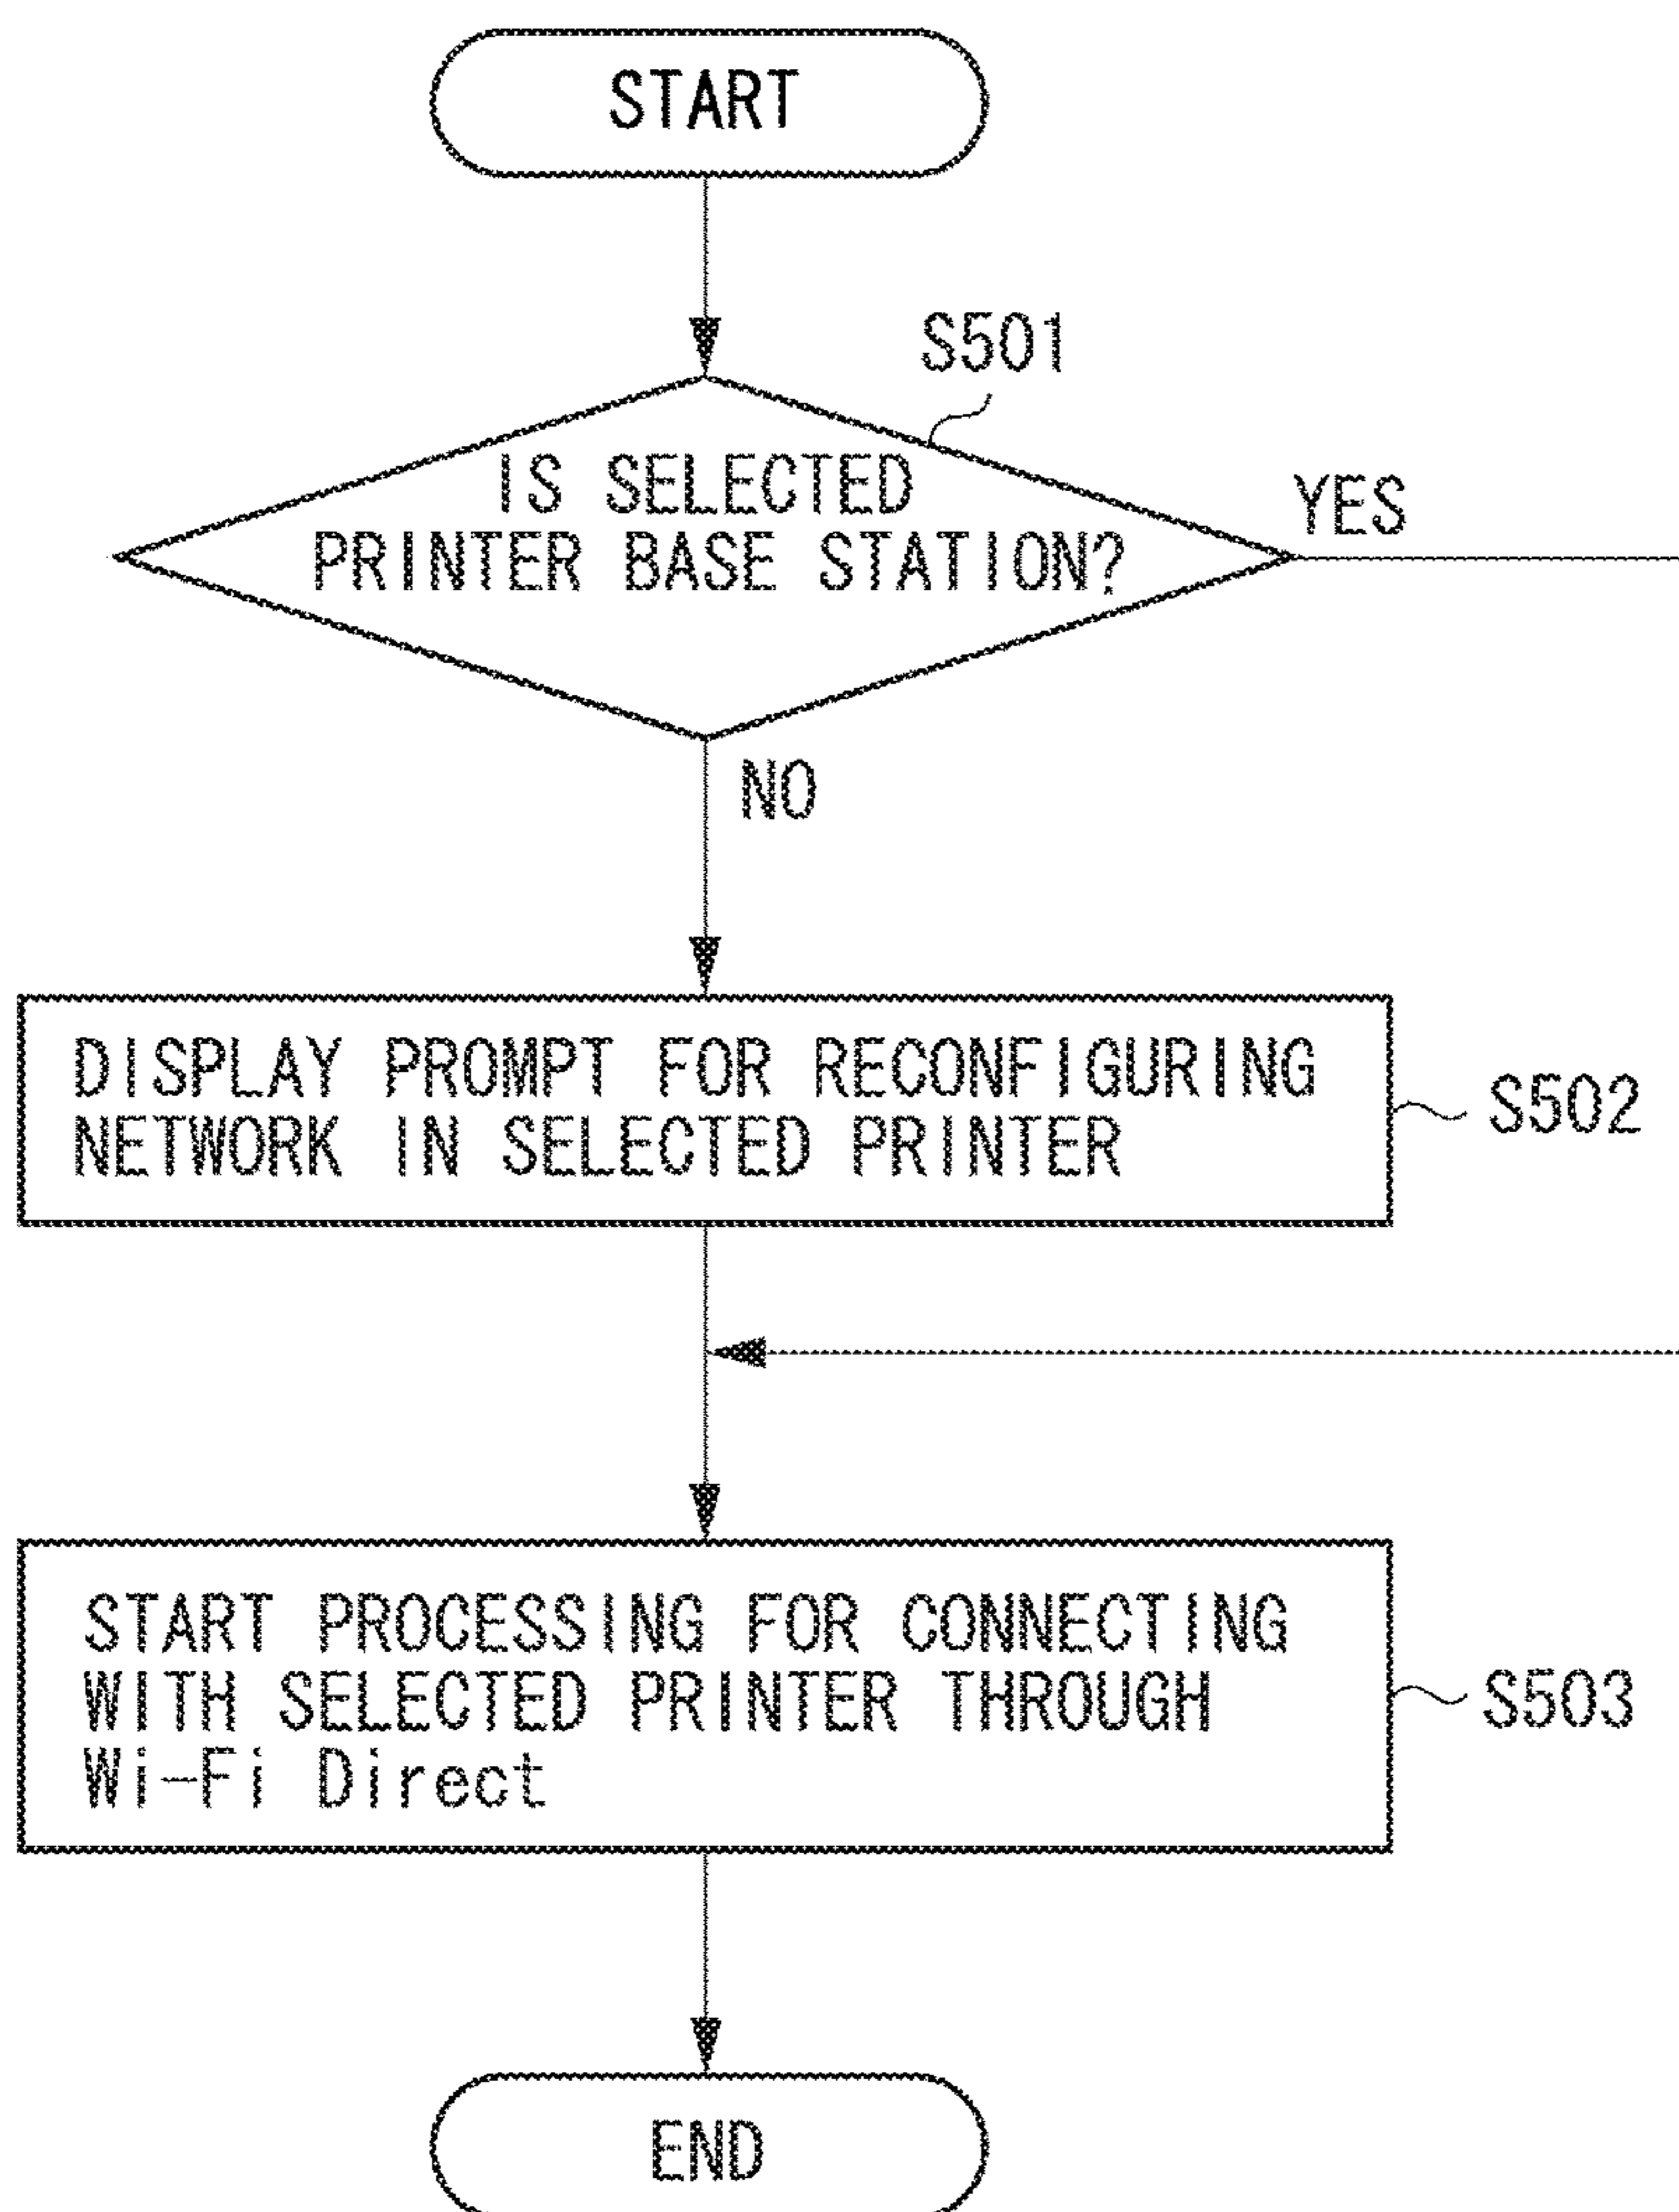 START
S501
IS SELECTED
PRINTER BASE STATION?
YES
NO
DISPLAY PROMPT FOR RECONFIGURING
NETWORK IN SELECTED PRINTER
S502
START PROCESSING FOR CONNECTING
WITH SELECTED PRINTER THROUGH
Wi-Fi Direct
S503
END